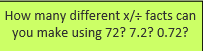 How many different x/÷ facts can
you make using 72? 7.2? 0.72?